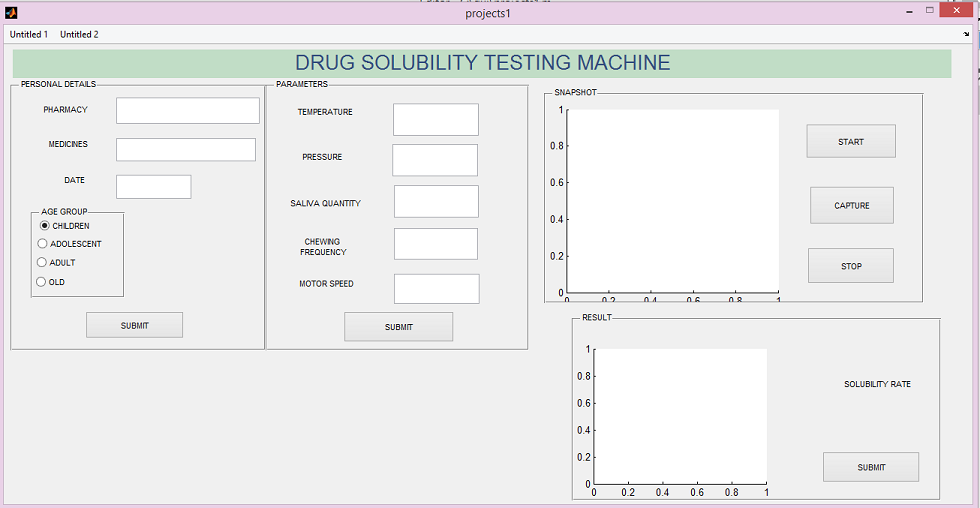 projects1
Untitled 1 Untitled 2
DRUG SOLUBILITY TESTING MACHINE
PERSONAL DETAILS
PHARMACY
MEDICINES
DATE
AGE GROUP
CHILDREN
ADOLESCENT
ADULT
OLD
SUBMIT
PARAMETERS
TEMPERATURE
PRESSURE
SALIVA QUANTITY
CHEWING
FREQUENCY
MOTOR SPEED
SUBMIT
SNAPSHOT
1
0.8
0.6
0.4
0.2
0
0 0.2 0.4 0.6 0.8 1
START
CAPTURE
STOP
RESULT
1
0.8
0.6
0.4
0.2
0
0 0.2 0.4 0.6 0.8 1
SOLUBILITY RATE
SUBMIT